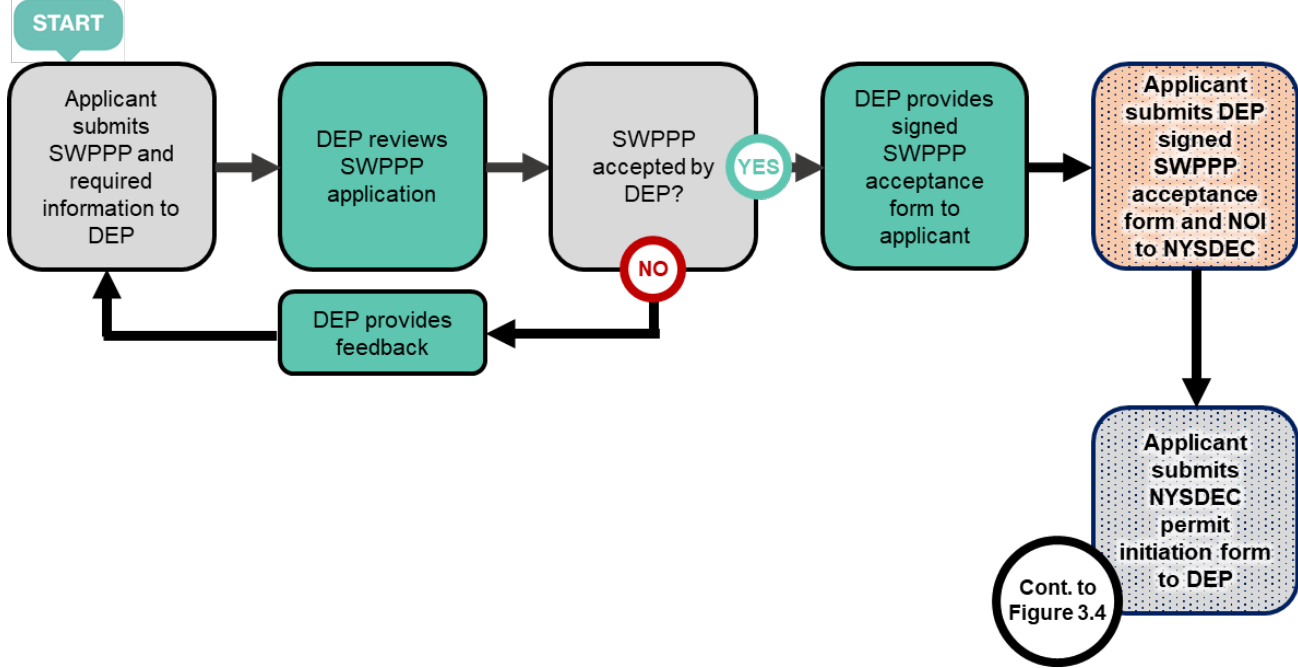 START
Applicant
submits
SWPPP and
required
information to
DEP
DEP reviews
SWPPP
application
SWPPP
accepted by
DEP?
YES
NO
DEP provides
feedback
DEP provides
signed
SWPPP
acceptance
form to
applicant
Applicant
submits DEP
signed
SWPPP
acceptance
form and NOI
to NYSDEC
Applicant
submits
NYSDEC
permit
initiation form
to DEP
Cont. to
Figure 3.4